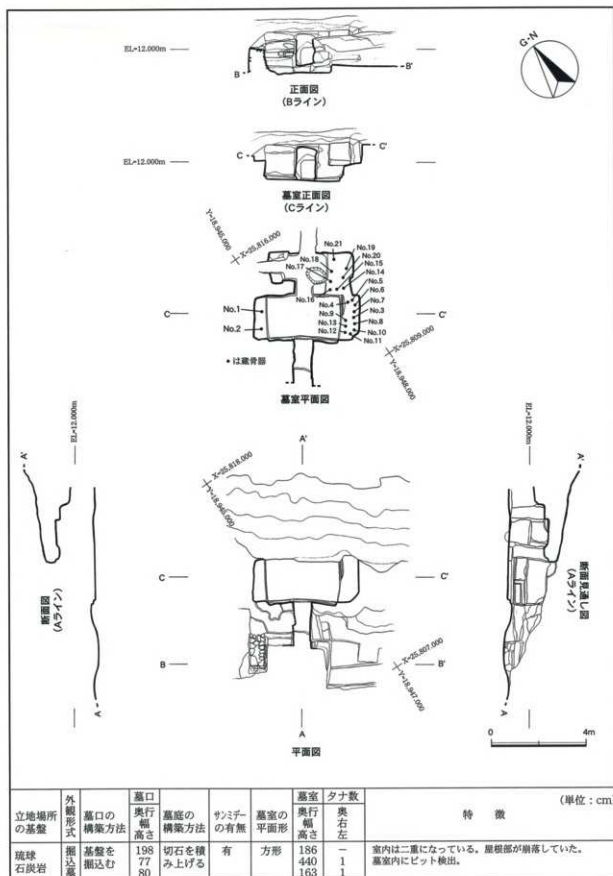 G-N
EL=12.000m
B
B'
正面図
(Bライン)
EL=12.000m
C
C'
墓室正面図
(Cライン)
Y=18,945.000
X=25,816.000
No.21
No.18
No.19
No.20
No.17
No.15
No.14
No.5
No.16
No.6
No.4
No.7
No.1
No.9
No.3
No.2
No.13
No.8
No.12
No.10
No.11
C
C'
X=25,809.000
Y=18,948.000
・は蔵骨器
墓室平面図
A'
EL=12.000m
断面図
(Aライン)
A
A'
X=25,818.000
Y=18,945.000
C
C'
B
B'
X=25,807.000
Y=18,947.000
A
平面図
EL=12.000m
A'
断面見通し図
(Aライン)
A
0 4m
(単位:cm)
立地場所の基盤 外観形式 墓口の構築方法 墓口 奥行 幅 高さ 墓庭の構築方法 サンミデーの有無 墓室の平面形 墓室 奥行 幅 高さ タナ数 奥 右 左 特徴
琉球石炭岩 掘込墓 基盤を掘込む 198 77 80 切石を積み上げる 有 方形 186 440 163 − 1 1 室内は二重になっている。屋根部が崩落していた。
墓室内にピット検出。